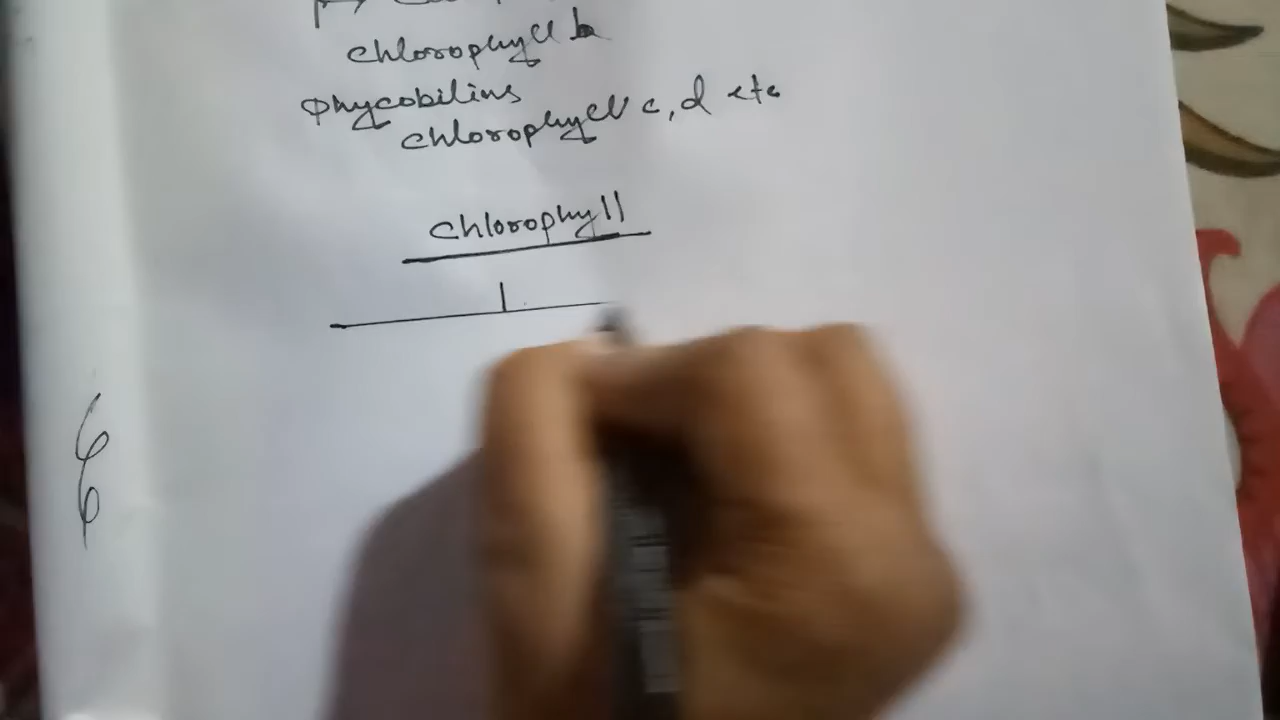 chlorophyll b
Phycobilins
chlorophyll c, d etc
chlorophyll